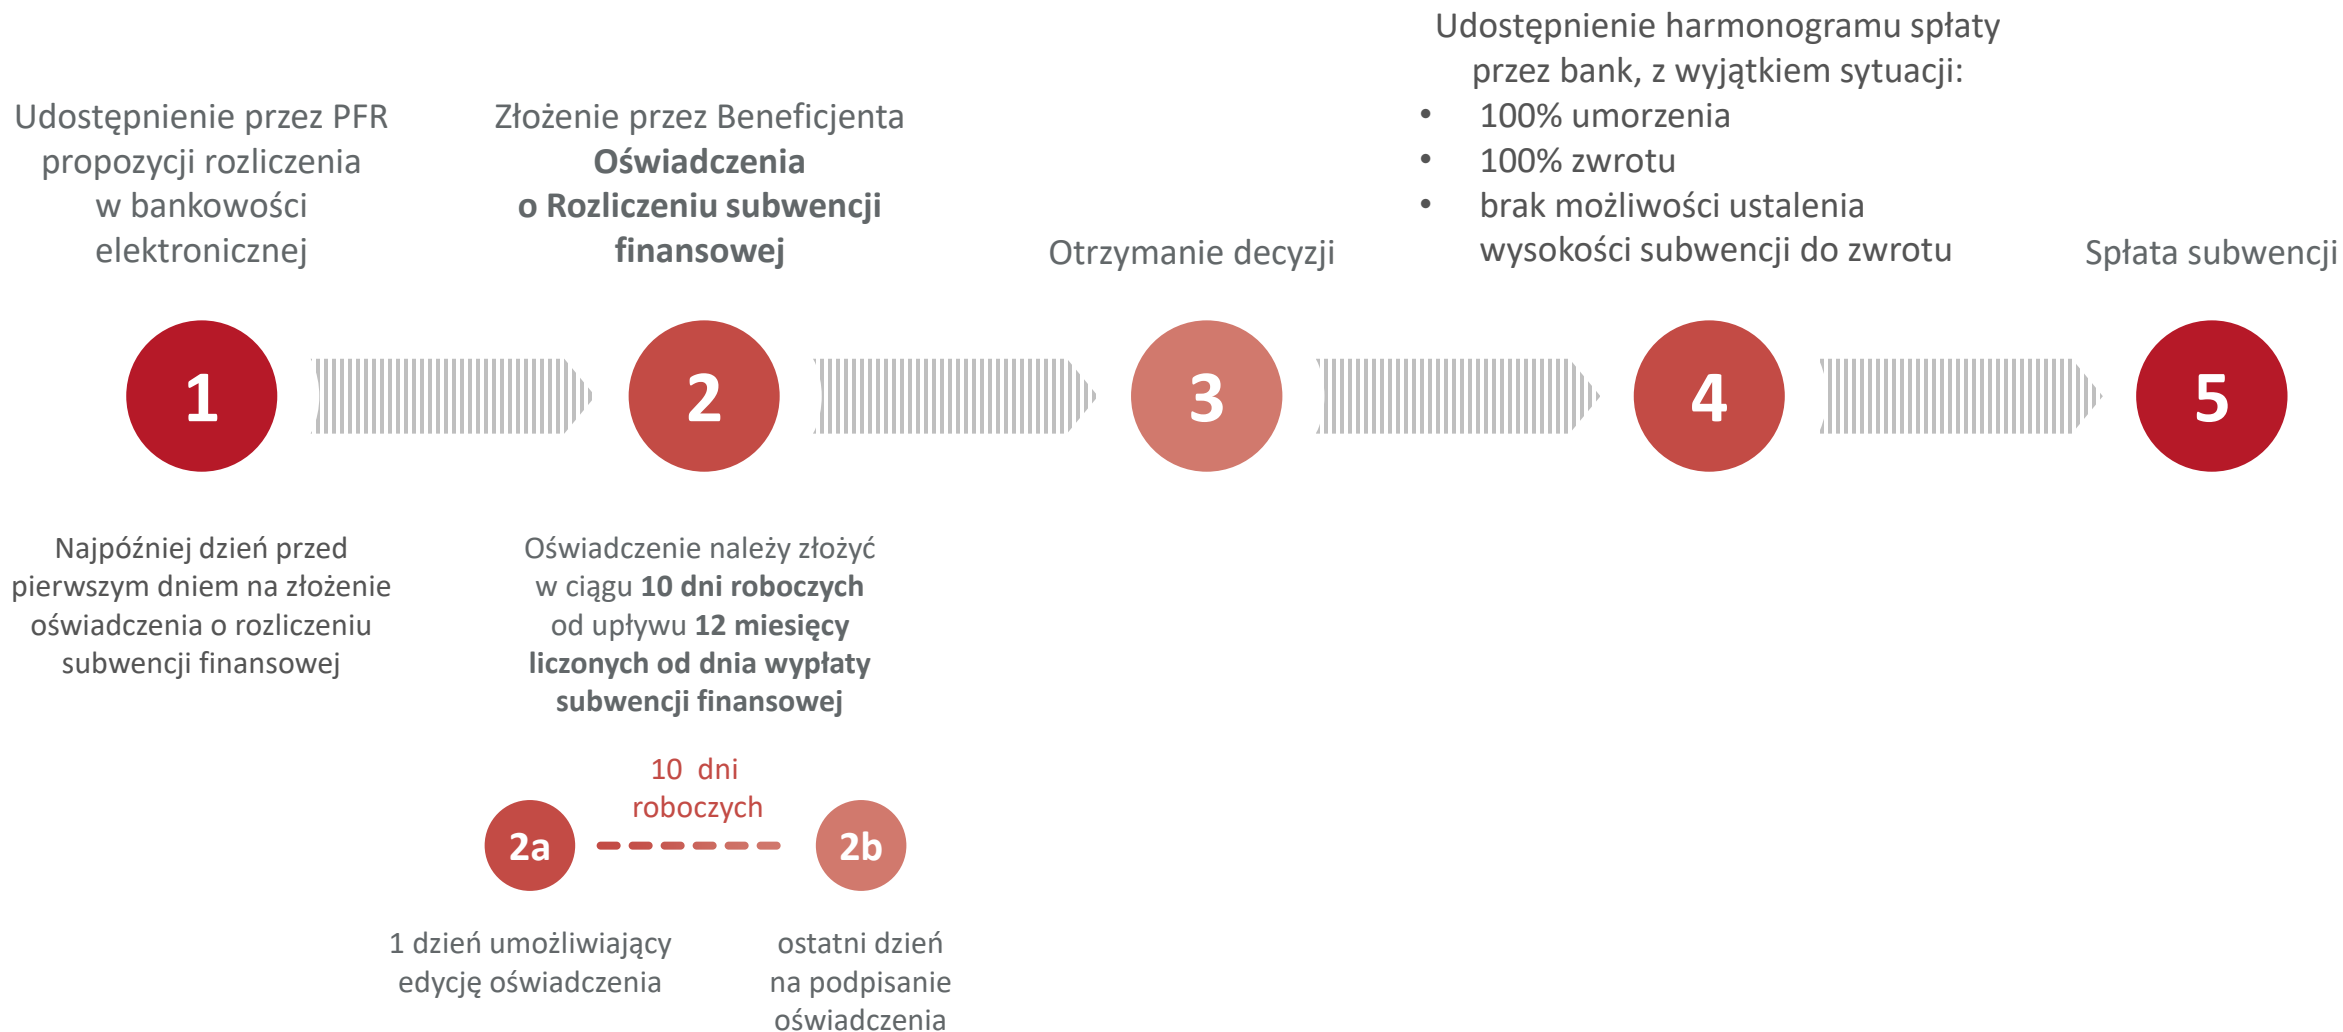 Udostępnienie przez PFR
propozycji rozliczenia
w bankowości
elektronicznej
Złożenie przez Beneficjenta
Oświadczenia
o Rozliczeniu subwencji
finansowej
Otrzymanie decyzji
Udostępnienie harmonogramu spłaty
przez bank, z wyjątkiem sytuacji:
• 100% umorzenia
• 100% zwrotu
• brak możliwości ustalenia
wysokości subwencji do zwrotu
Spłata subwencji
1
2
3
4
5
Najpóźniej dzień przed
pierwszym dniem na złożenie
oświadczenia o rozliczeniu
subwencji finansowej
Oświadczenie należy złożyć
w ciągu 10 dni roboczych
od upływu 12 miesięcy
liczonych od dnia wypłaty
subwencji finansowej
10 dni
roboczych
2a
2b
1 dzień umożliwiający
edycję oświadczenia
ostatni dzień
na podpisanie
oświadczenia